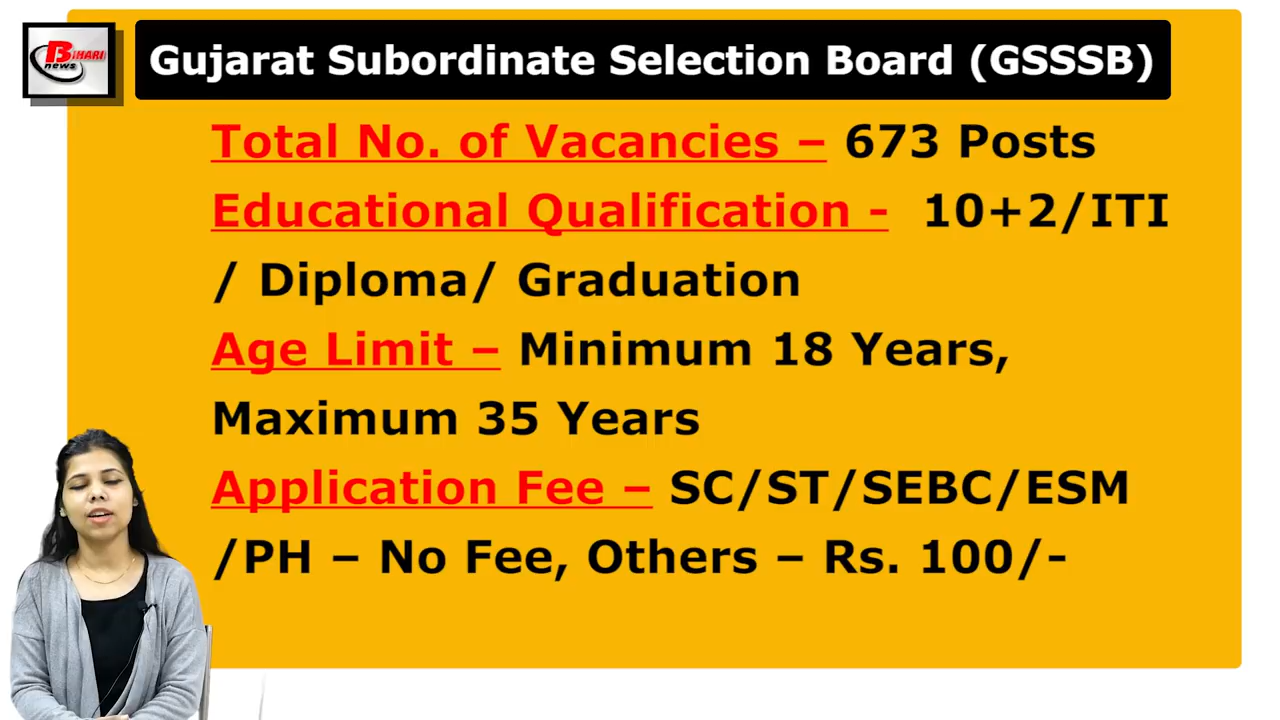 BIHARI
news
Gujarat Subordinate Selection Board (GSSSB)
Total No. of Vacancies – 673 Posts
Educational Qualification - 10+2/ITI
/ Diploma/ Graduation
Age Limit – Minimum 18 Years,
Maximum 35 Years
Application Fee – SC/ST/SEBC/ESM
/PH – No Fee, Others – Rs. 100/-